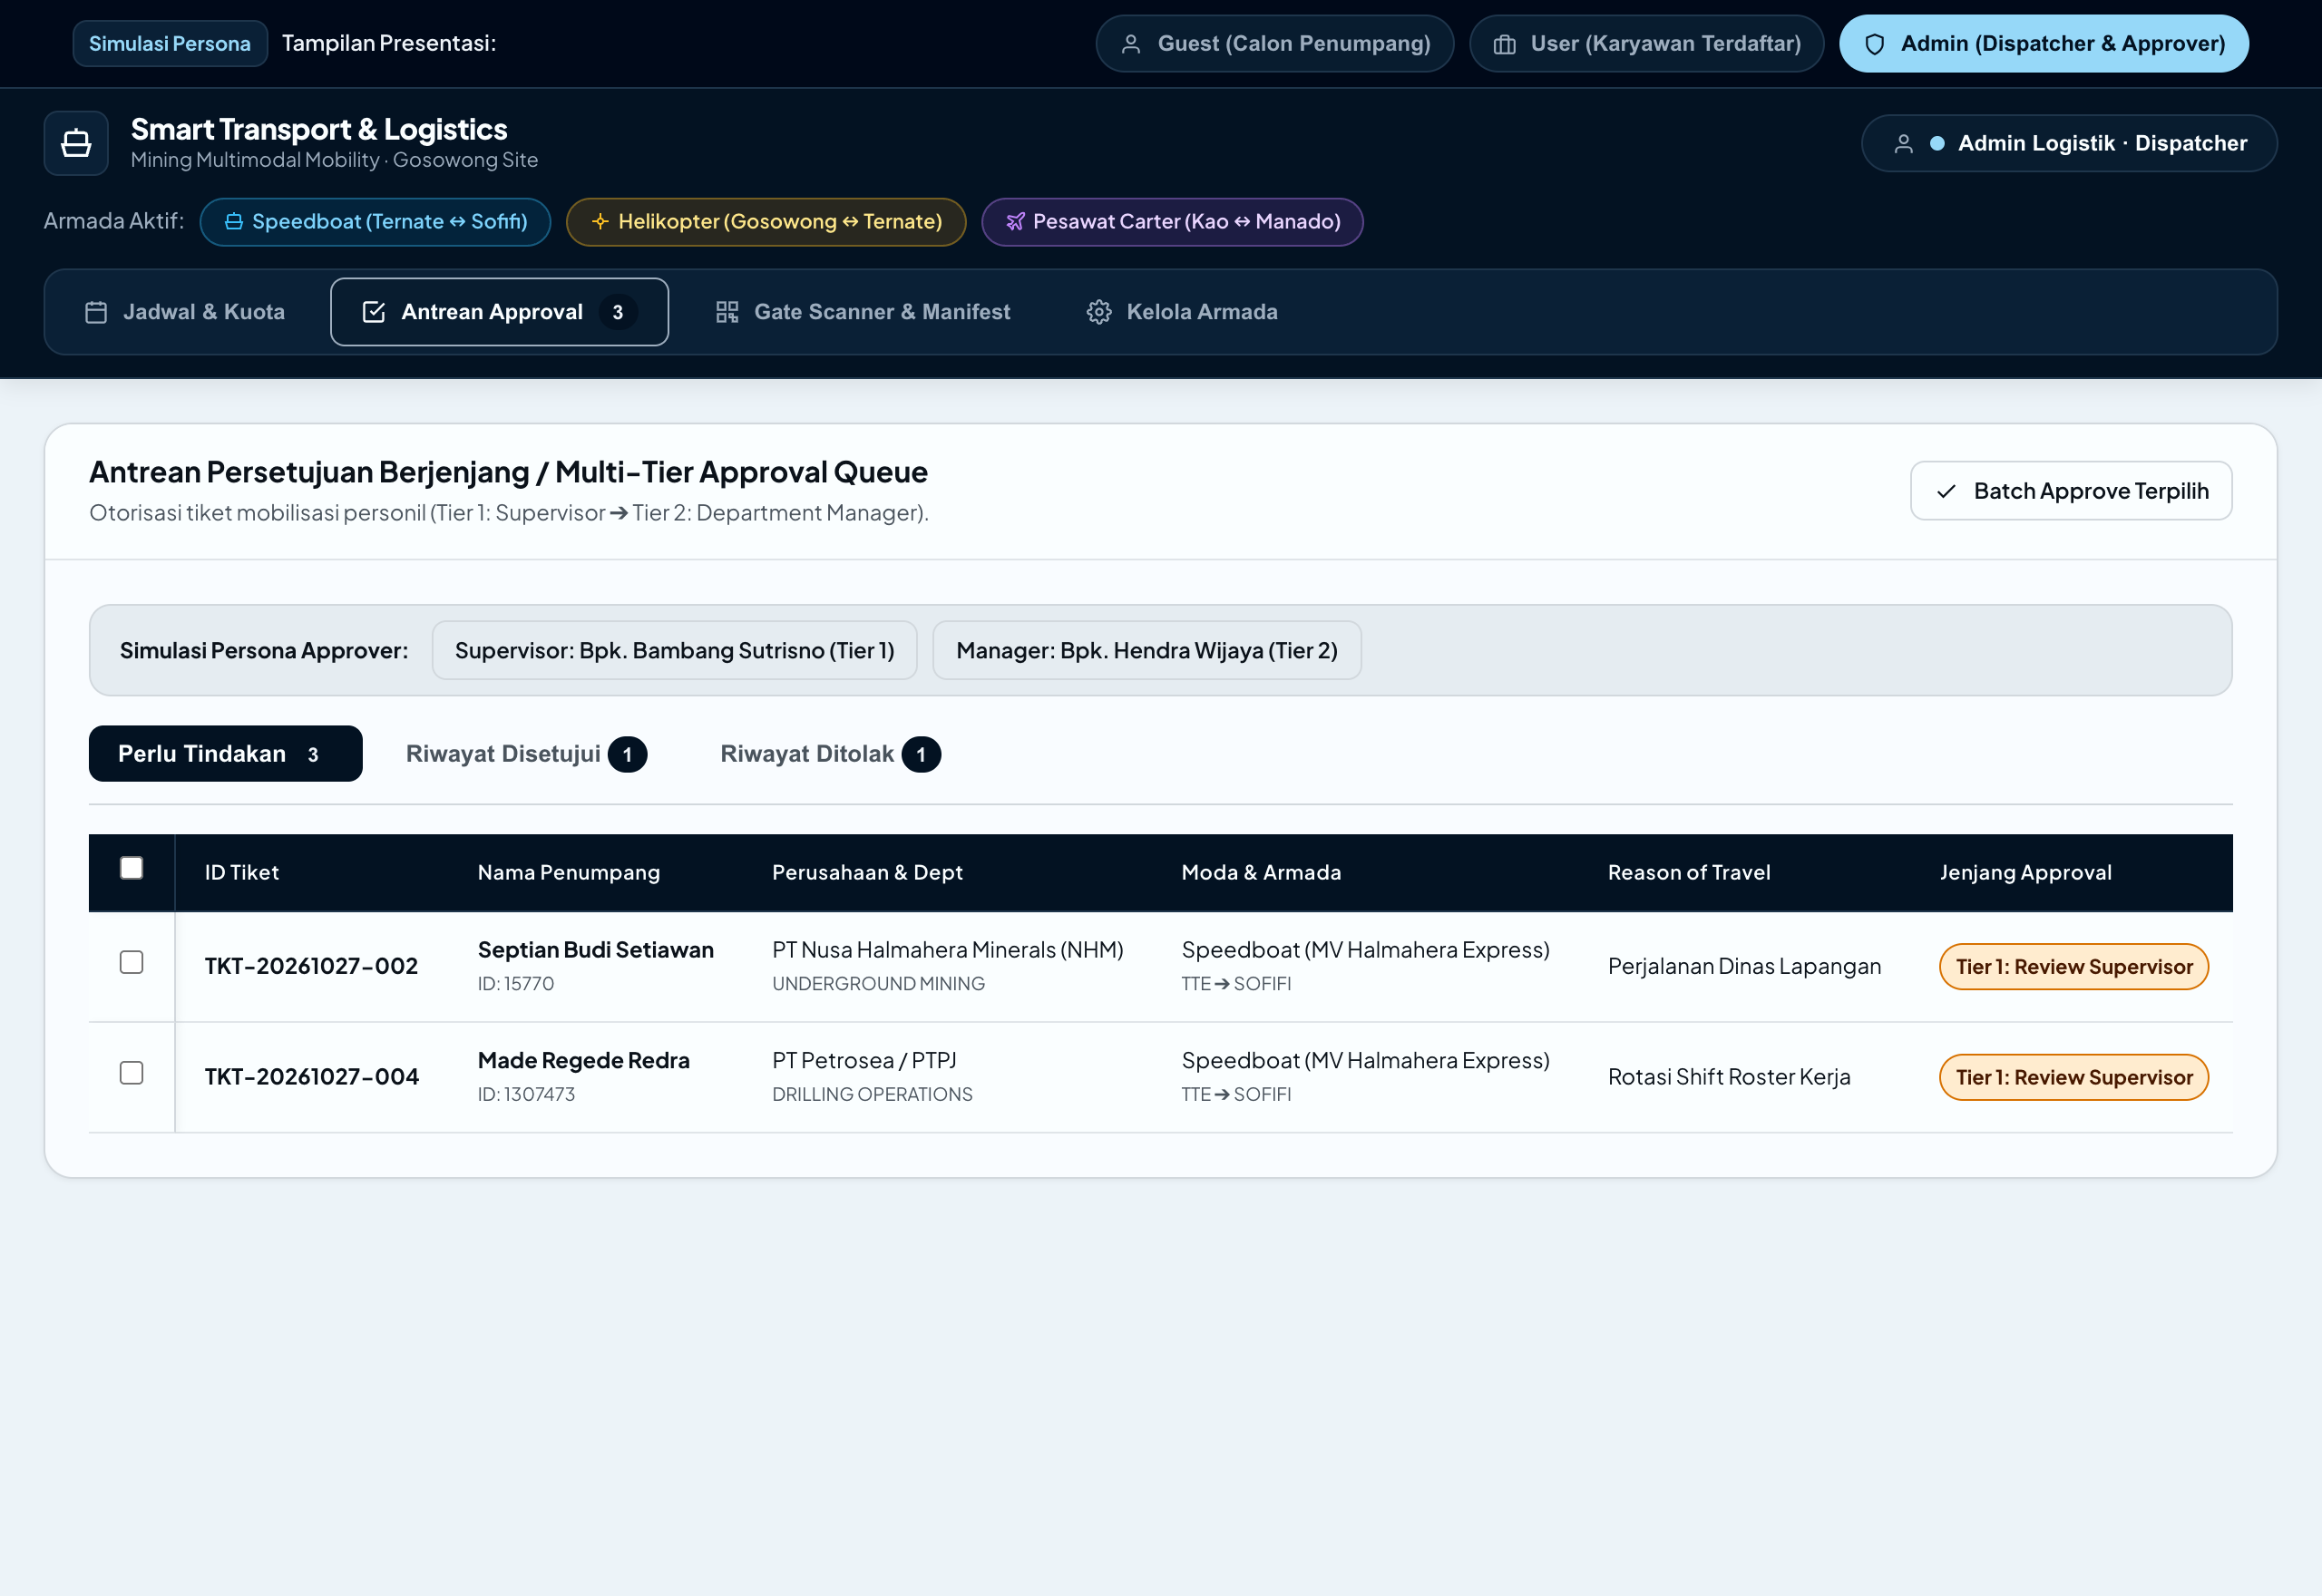 Simulasi Persona Tampilan Presentasi:
Guest (Calon Penumpang)
User (Karyawan Terdaftar)
Admin (Dispatcher & Approver)
Smart Transport & Logistics
Mining Multimodal Mobility · Gosowong Site
Admin Logistik · Dispatcher
Armada Aktif:
Speedboat (Ternate ↔ Sofifi)
Helikopter (Gosowong ↔ Ternate)
Pesawat Carter (Kao ↔ Manado)
Jadwal & Kuota
Antrean Approval 3
Gate Scanner & Manifest
Kelola Armada
Antrean Persetujuan Berjenjang / Multi-Tier Approval Queue
Otorisasi tiket mobilisasi personil (Tier 1: Supervisor ➔ Tier 2: Department Manager).
Batch Approve Terpilih
Simulasi Persona Approver:
Supervisor: Bpk. Bambang Sutrisno (Tier 1)
Manager: Bpk. Hendra Wijaya (Tier 2)
Perlu Tindakan 3
Riwayat Disetujui 1
Riwayat Ditolak 1
ID Tiket
Nama Penumpang
Perusahaan & Dept
Moda & Armada
Reason of Travel
Jenjang Approval
TKT-20261027-002
Septian Budi Setiawan
ID: 15770
PT Nusa Halmahera Minerals (NHM)
UNDERGROUND MINING
Speedboat (MV Halmahera Express)
TTE ➔ SOFIFI
Perjalanan Dinas Lapangan
Tier 1: Review Supervisor
TKT-20261027-004
Made Regede Redra
ID: 1307473
PT Petrosea / PTPJ
DRILLING OPERATIONS
Speedboat (MV Halmahera Express)
TTE ➔ SOFIFI
Rotasi Shift Roster Kerja
Tier 1: Review Supervisor